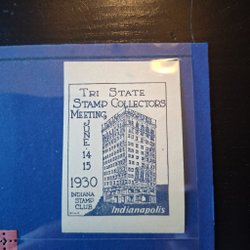 TRI STATE
STAMP COLLECTORS
MEETING
JUNE
14
15
1930
INDIANA
STAMP
CLUB
Indianapolis